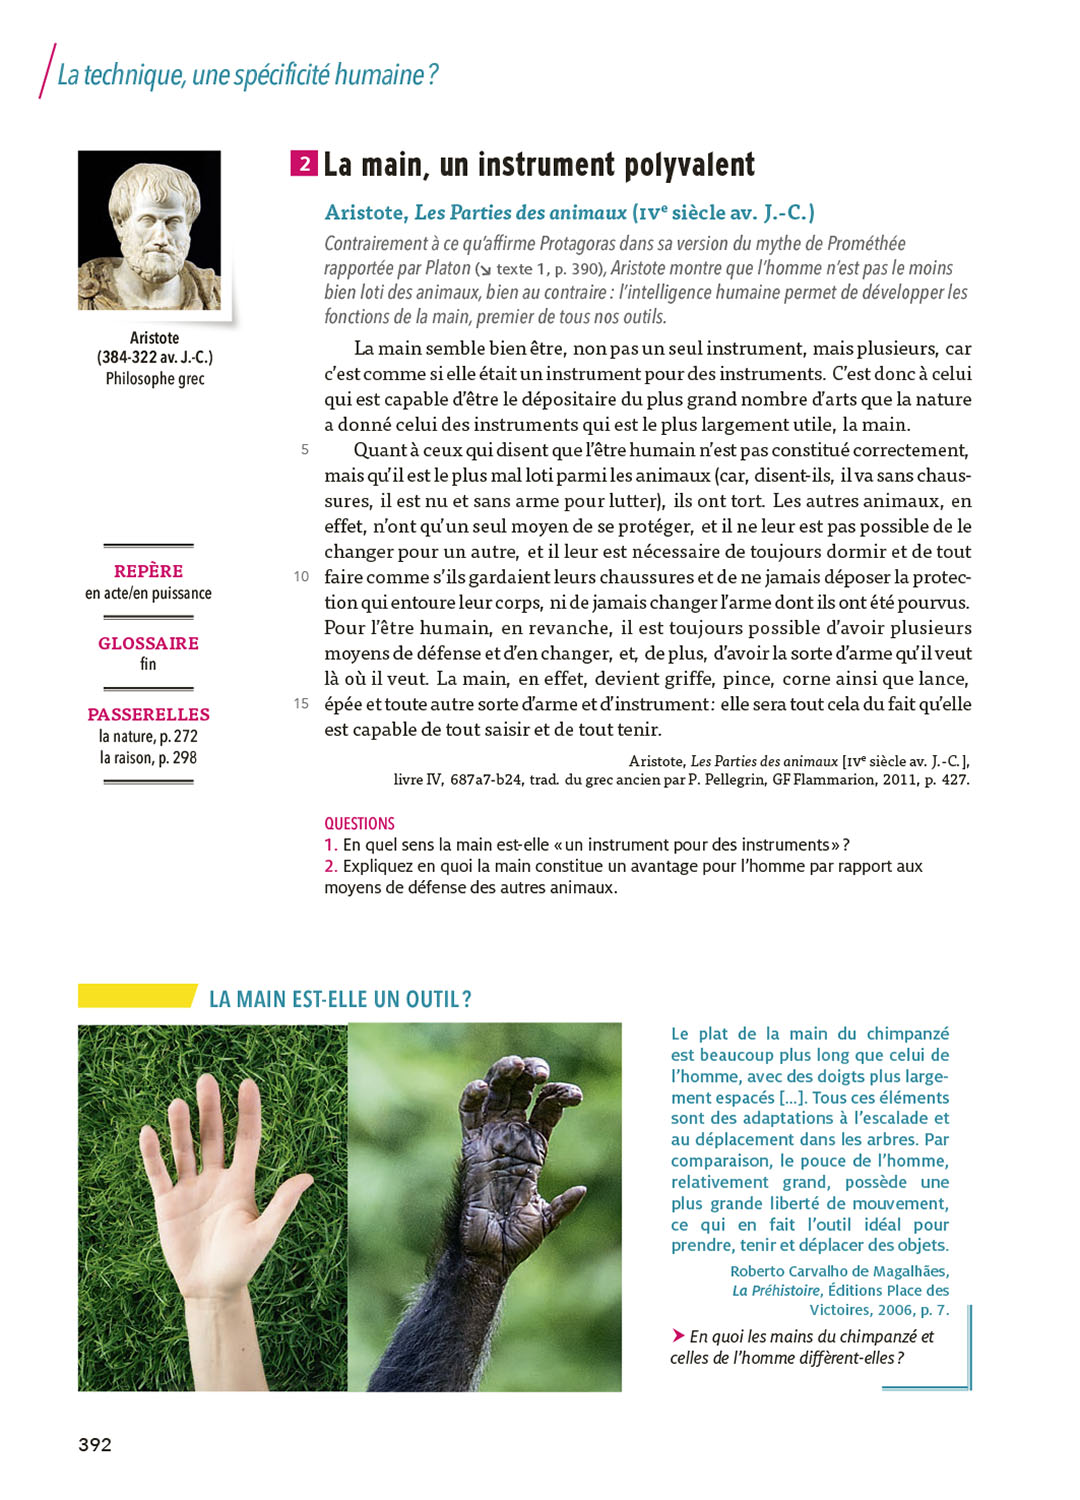 La technique, une spécificité humaine ?
2 La main, un instrument polyvalent
Aristote, Les Parties des animaux (IVe siècle av. J.-C.)
Contrairement à ce qu'affirme Protagoras dans sa version du mythe de Prométhée
rapportée par Platon (↘ texte 1, p. 390), Aristote montre que l'homme n'est pas le moins
bien loti des animaux, bien au contraire : l'intelligence humaine permet de développer les
fonctions de la main, premier de tous nos outils.
Aristote
(384-322 av. J.-C.)
Philosophe grec
La main semble bien être, non pas un seul instrument, mais plusieurs, car
c'est comme si elle était un instrument pour des instruments. C'est donc à celui
qui est capable d'être le dépositaire du plus grand nombre d'arts que la nature
a donné celui des instruments qui est le plus largement utile, la main.
5 Quant à ceux qui disent que l'être humain n'est pas constitué correctement,
mais qu'il est le plus mal loti parmi les animaux (car, disent-ils, il va sans chaus-
sures, il est nu et sans arme pour lutter), ils ont tort. Les autres animaux, en
effet, n'ont qu'un seul moyen de se protéger, et il ne leur est pas possible de le
changer pour un autre, et il leur est nécessaire de toujours dormir et de tout
10 faire comme s'ils gardaient leurs chaussures et de ne jamais déposer la protec-
tion qui entoure leur corps, ni de jamais changer l'arme dont ils ont été pourvus.
Pour l'être humain, en revanche, il est toujours possible d'avoir plusieurs
moyens de défense et d'en changer, et, de plus, d'avoir la sorte d'arme qu'il veut
là où il veut. La main, en effet, devient griffe, pince, corne ainsi que lance,
15 épée et toute autre sorte d'arme et d'instrument : elle sera tout cela du fait qu'elle
est capable de tout saisir et de tout tenir.
Aristote, Les Parties des animaux [IVe siècle av. J.-C.],
livre IV, 687a7-b24, trad. du grec ancien par P. Pellegrin, GF Flammarion, 2011, p. 427.
REPÈRE
en acte/en puissance
GLOSSAIRE
fin
PASSERELLES
la nature, p. 272
la raison, p. 298
QUESTIONS
1. En quel sens la main est-elle « un instrument pour des instruments » ?
2. Expliquez en quoi la main constitue un avantage pour l'homme par rapport aux
moyens de défense des autres animaux.
LA MAIN EST-ELLE UN OUTIL ?
Le plat de la main du chimpanzé
est beaucoup plus long que celui de
l'homme, avec des doigts plus large-
ment espacés [...]. Tous ces éléments
sont des adaptations à l'escalade et
au déplacement dans les arbres. Par
comparaison, le pouce de l'homme,
relativement grand, possède une
plus grande liberté de mouvement,
ce qui en fait l'outil idéal pour
prendre, tenir et déplacer des objets.
Roberto Carvalho de Magalhães,
La Préhistoire, Éditions Place des
Victoires, 2006, p. 7.
➤ En quoi les mains du chimpanzé et
celles de l'homme diffèrent-elles ?
392